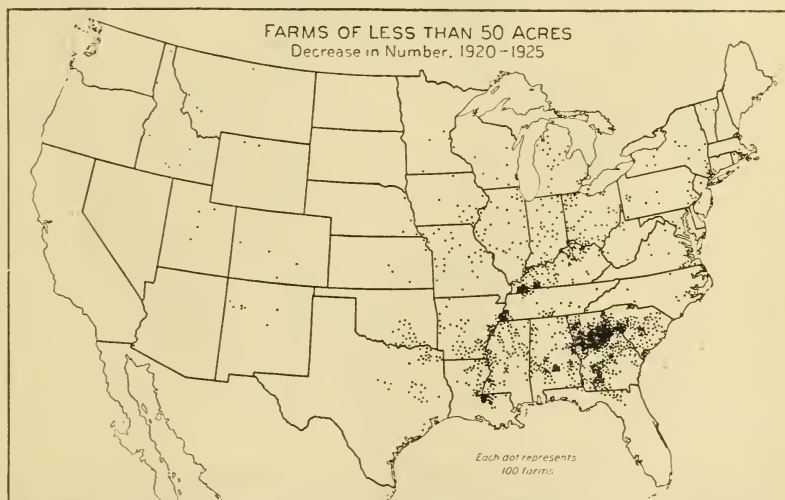 FARMS OF LESS THAN 50 ACRES
Decrease in Number, 1920-1925
Each dot represents
100 farms